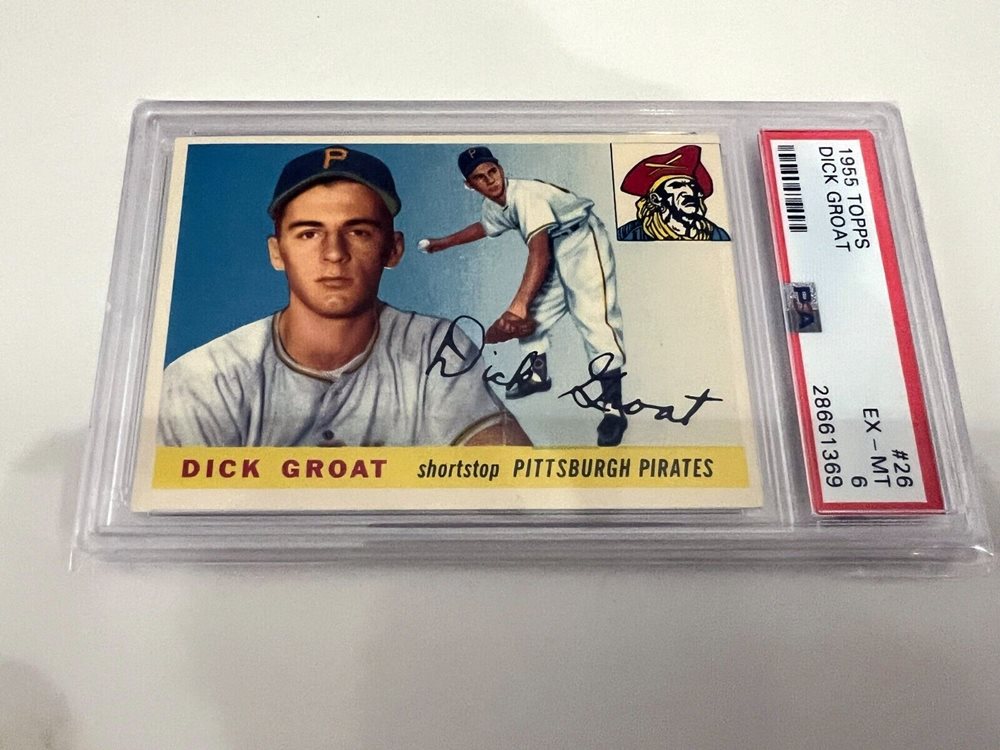 P
P
Dick Groat
DICK GROAT shortstop PITTSBURGH PIRATES
1955 TOPPS
DICK GROAT
#26
EX - MT
6
28661369